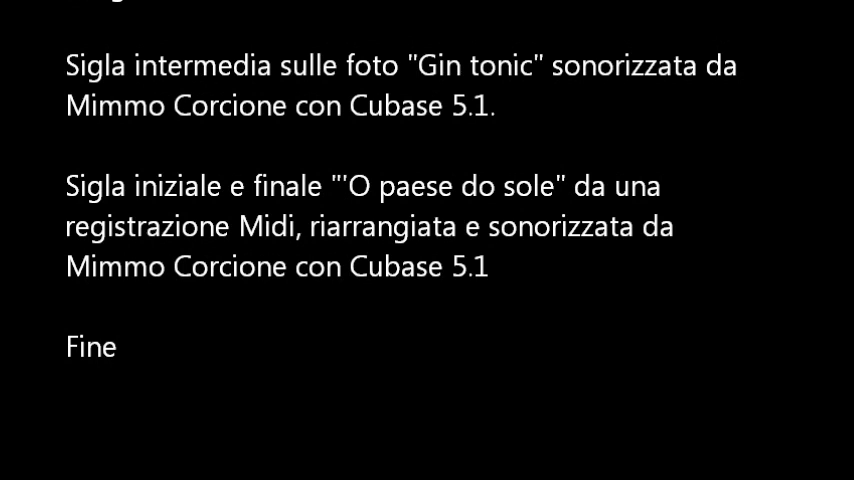 Sigla intermedia sulle foto "Gin tonic" sonorizzata da
Mimmo Corcione con Cubase 5.1.
Sigla iniziale e finale "'O paese do sole" da una
registrazione Midi, riarrangiata e sonorizzata da
Mimmo Corcione con Cubase 5.1
Fine